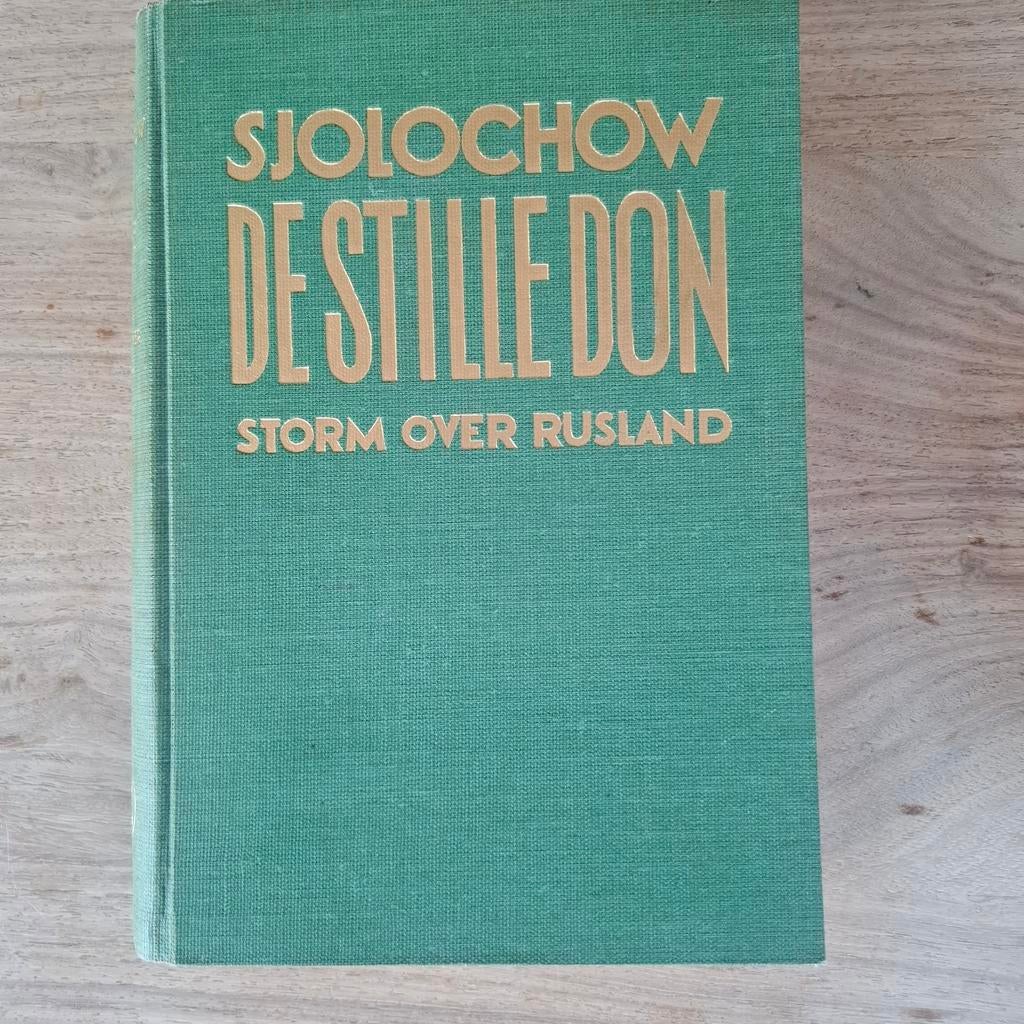 SJOLOCHOW
DE STILLE DON
STORM OVER RUSLAND